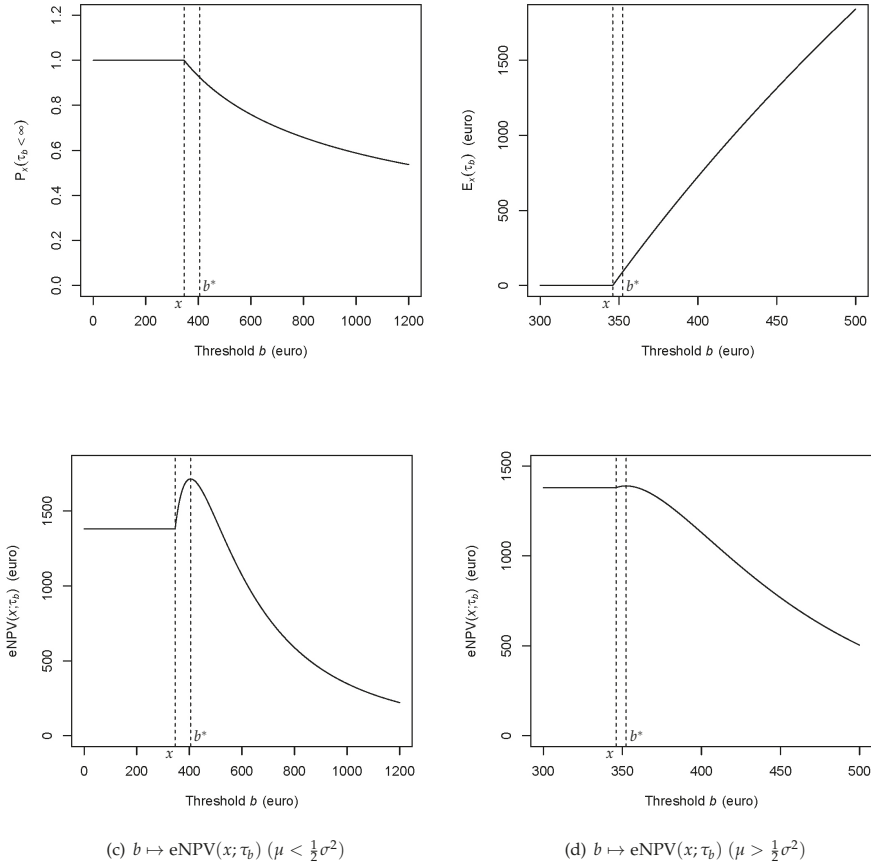 1.2
1.0
0.8
0.6
0.4
0.2
0.0
Pₓ(τ_b < ∞)
x
b*
0 200 400 600 800 1000 1200
Threshold b (euro)
1500
1000
500
0
Eₓ(τ_b) (euro)
x
b*
300 350 400 450 500
Threshold b (euro)
1500
1000
500
0
eNPV(x;τ_b) (euro)
x
b*
0 200 400 600 800 1000 1200
Threshold b (euro)
(c) b ↦ eNPV(x; τ_b) (μ < ½σ²)
1500
1000
500
0
eNPV(x;τ_b) (euro)
x
b*
300 350 400 450 500
Threshold b (euro)
(d) b ↦ eNPV(x; τ_b) (μ > ½σ²)